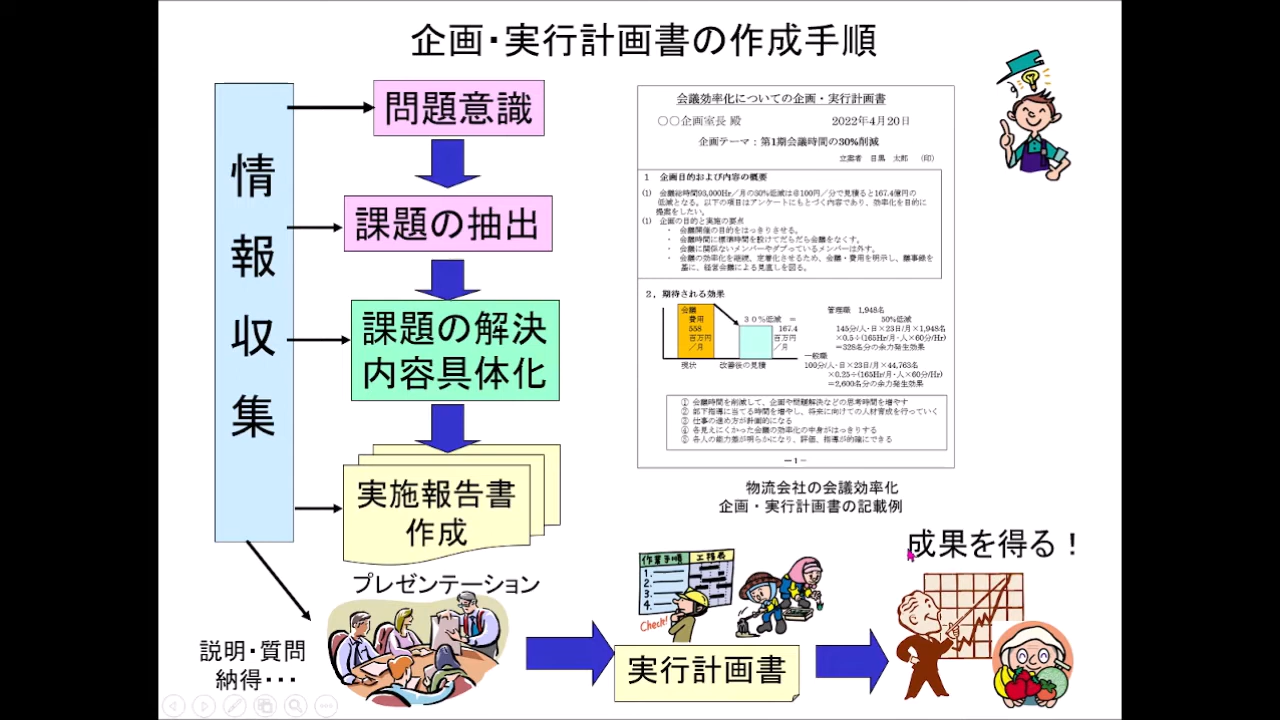 企画・実行計画書の作成手順
情報収集
問題意識
課題の抽出
課題の解決
内容具体化
実施報告書
作成
プレゼンテーション
説明・質問
納得・・・
会議効率化についての企画・実行計画書
〇〇企画室長 殿
2022年4月20日
企画テーマ:第1期会議時間の30%削減
立案者 目黒 太郎 (印)
1 企画目的および内容の概要
(1) 会議総時間93,000Hr/月の30%低減は@100円/分で見積ると167.4億円の
低減となる。以下の項目はアンケートにもとづく内容であり、効率化を目的に
提案をしたい。
(1) 企画の目的と実施の要点
・ 会議開催の目的をはっきりさせる。
・ 会議時間に標準時間を設けてだらだら会議をなくす。
・ 会議に関係ないメンバーやダブっているメンバーは外す。
・ 会議の効率化を継続、定着化させるため、会議・費用を明示し、議事録を
基に、経営会議による見直しを図る。
2,期待される効果
会議
費用
558
百万円
/月
30%低減 =
167.4
百万円
/月
現状
改善後の見積
管理職 1,948名
50%低減
145分/人・日×23日/月×1,948名
×0.5÷(165Hr/月・人×60分/Hr)
=328名分の余力発生効果
一般職
100分/人・日×23日/月×44,763名
×0.25÷(165Hr/月・人×60分/Hr)
=2,600名分の余力発生効果
① 会議時間を削減して、企画や問題解決などの思考時間を増やす
② 部下指導に当てる時間を増やし、将来に向けての人材育成を行っていく
③ 仕事の進め方が計画的になる
④ 各見えにくかった会議の効率化の中身がはっきりする
⑤ 各人の能力差が明らかになり、評価、指導が的確にできる
－1－
物流会社の会議効率化
企画・実行計画書の記載例
作業手順
工程表
1.
2.
3.
4.
Check!
実行計画書
成果を得る!